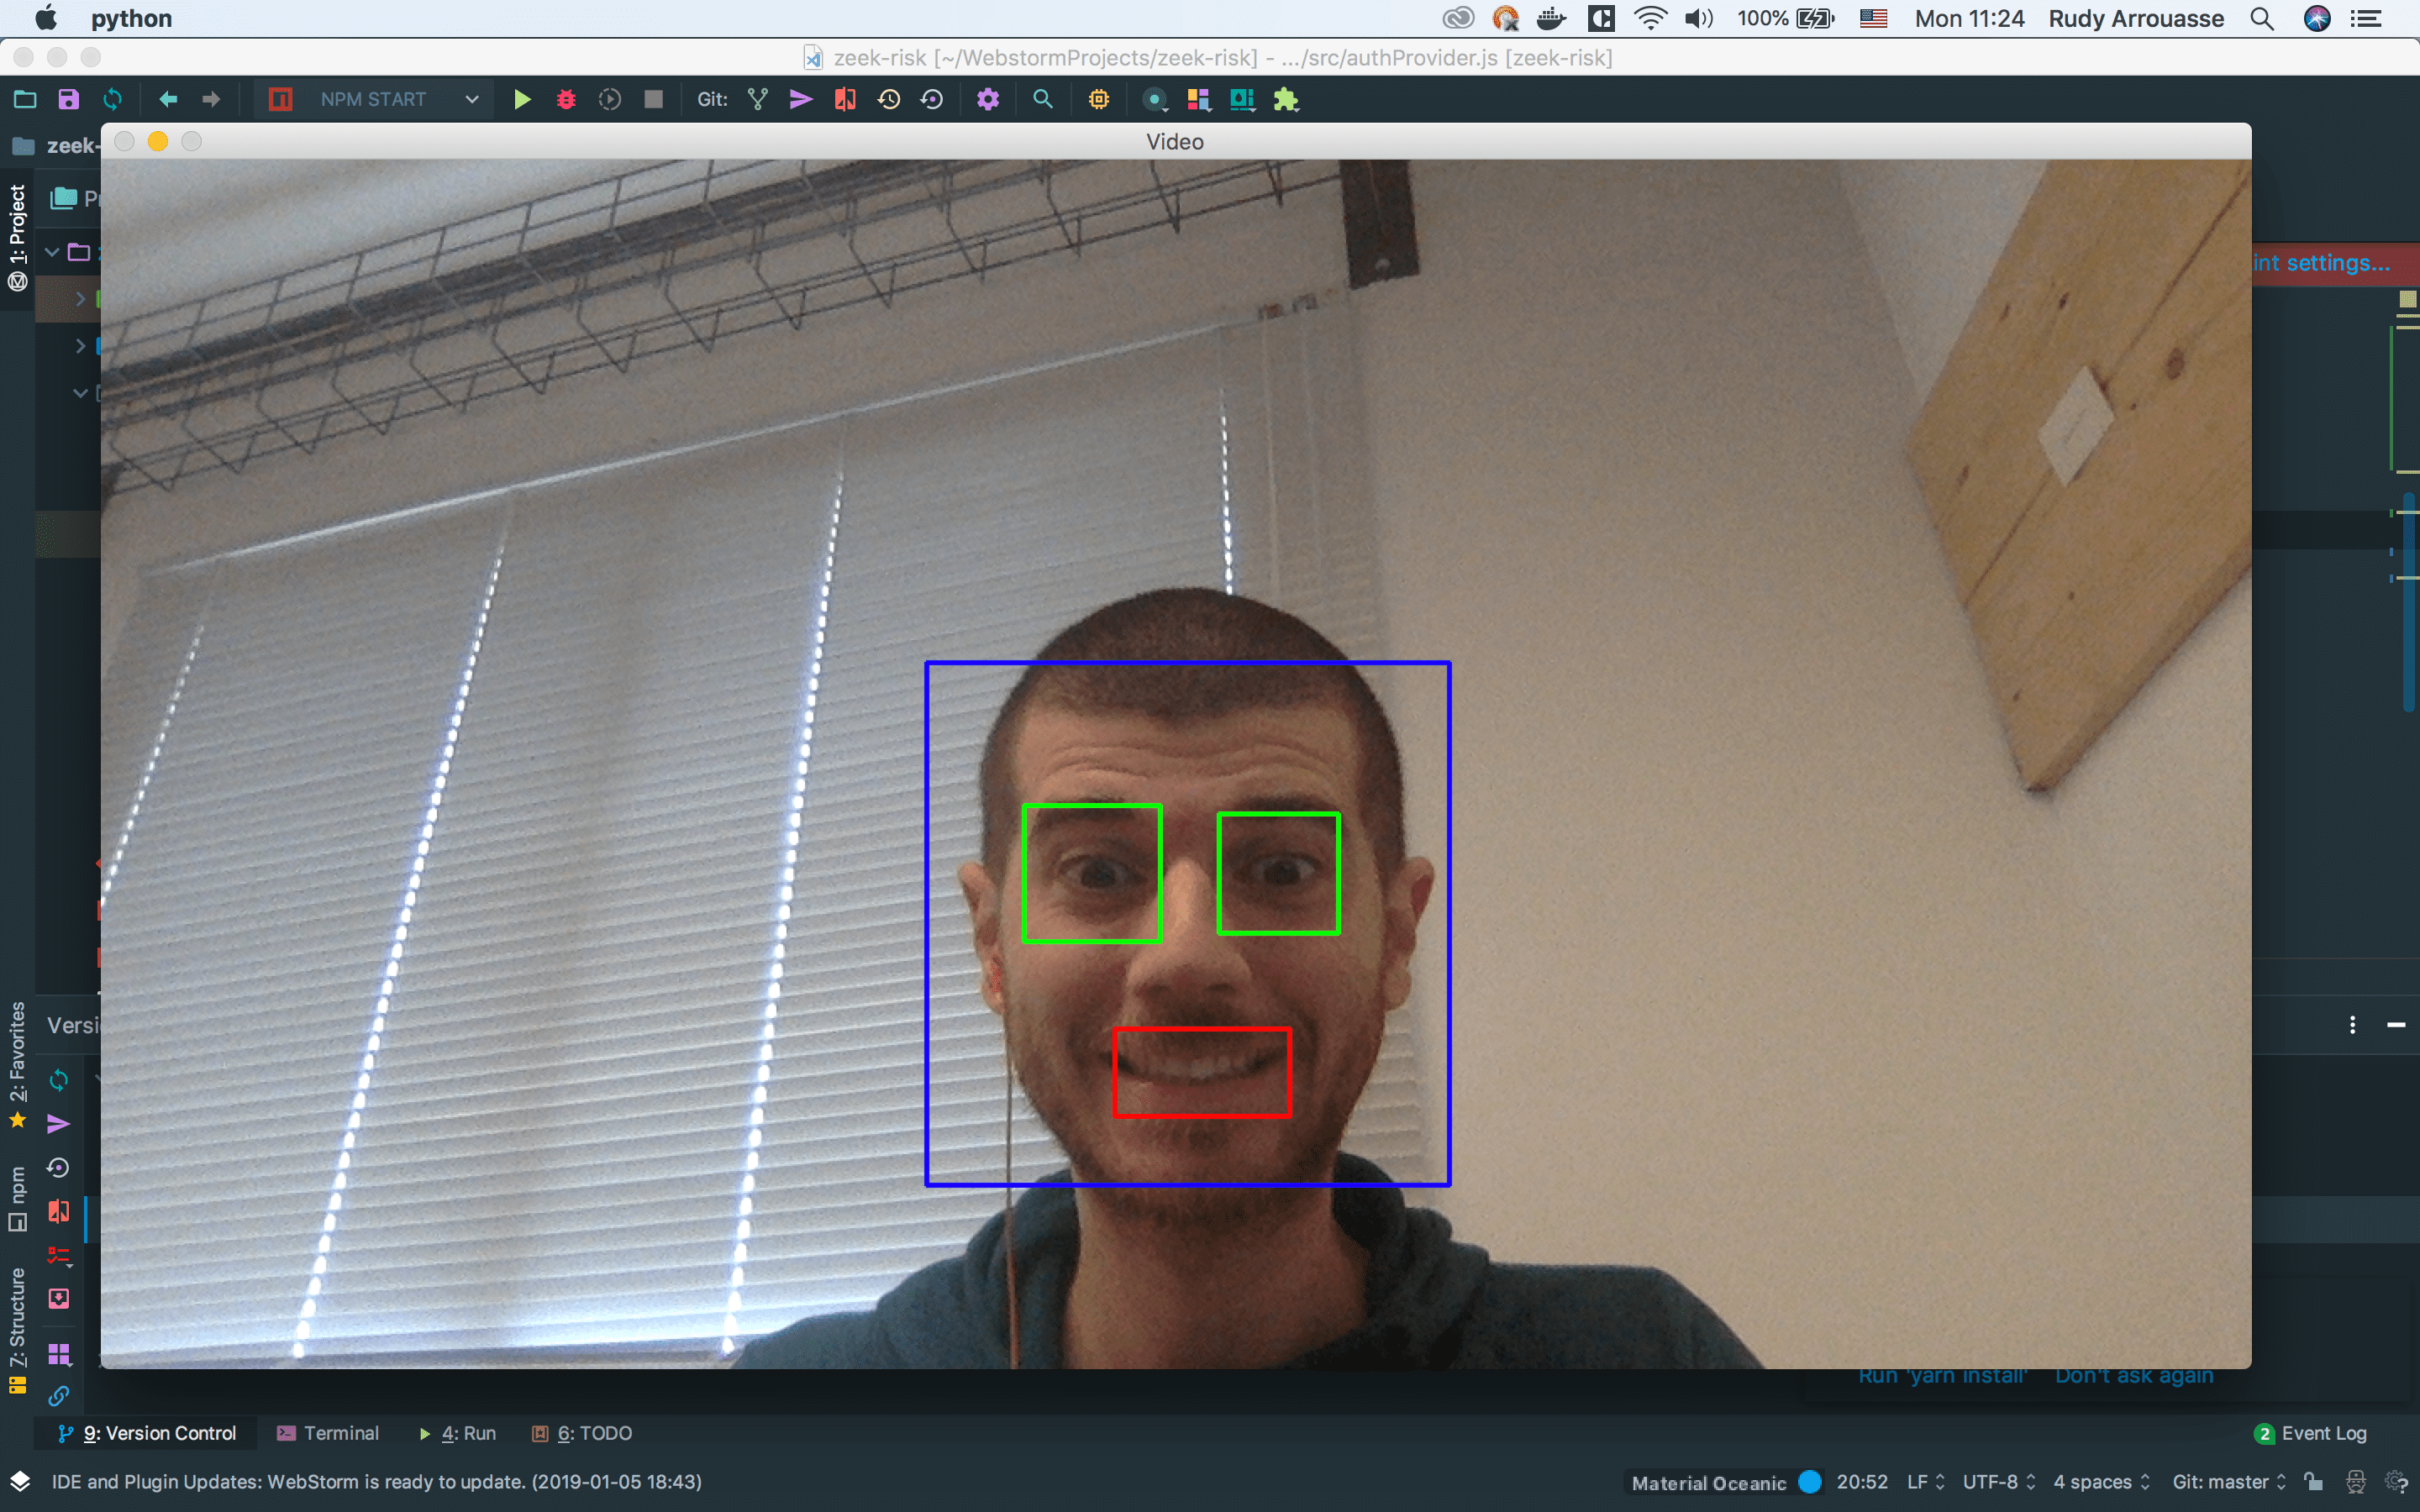 python 100% Mon 11:24 Rudy Arrouasse
zeek-risk [~/WebstormProjects/zeek-risk] - .../src/authProvider.js [zeek-risk]
NPM START Git:
zeek-
Video
1: Project
Pr
int settings...
2: Favorites
Versi
npm
7: Structure
Run 'yarn install' Don't ask again
9: Version Control Terminal 4: Run 6: TODO 2 Event Log
IDE and Plugin Updates: WebStorm is ready to update. (2019-01-05 18:43) Material Oceanic 20:52 LF UTF-8 4 spaces Git: master